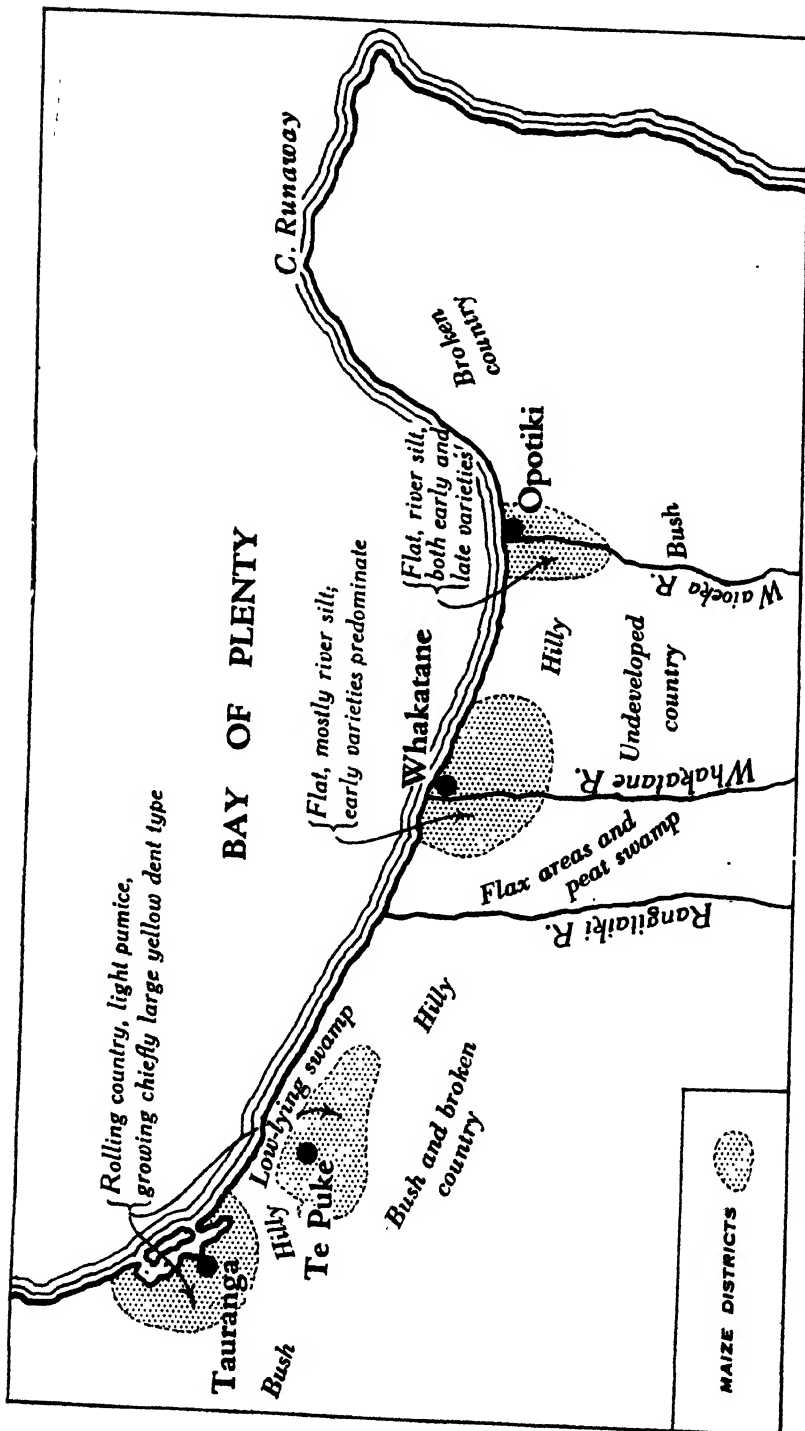 BAY OF PLENTY
Rolling country, light pumice,
growing chiefly large yellow dent type
Flat, mostly river silt;
early varieties predominate
Flat, river silt,
both early and
late varieties
C. Runaway
Broken
country
Tauranga
Bush
Hilly
Te Puke
Low-lying swamp
Hilly
Bush and broken
country
Whakatane
Flax areas and
peat swamp
Rangitaiki R.
Whakatane R.
Hilly
Undeveloped
country
Opotiki
Bush
Waioeka R.
MAIZE DISTRICTS